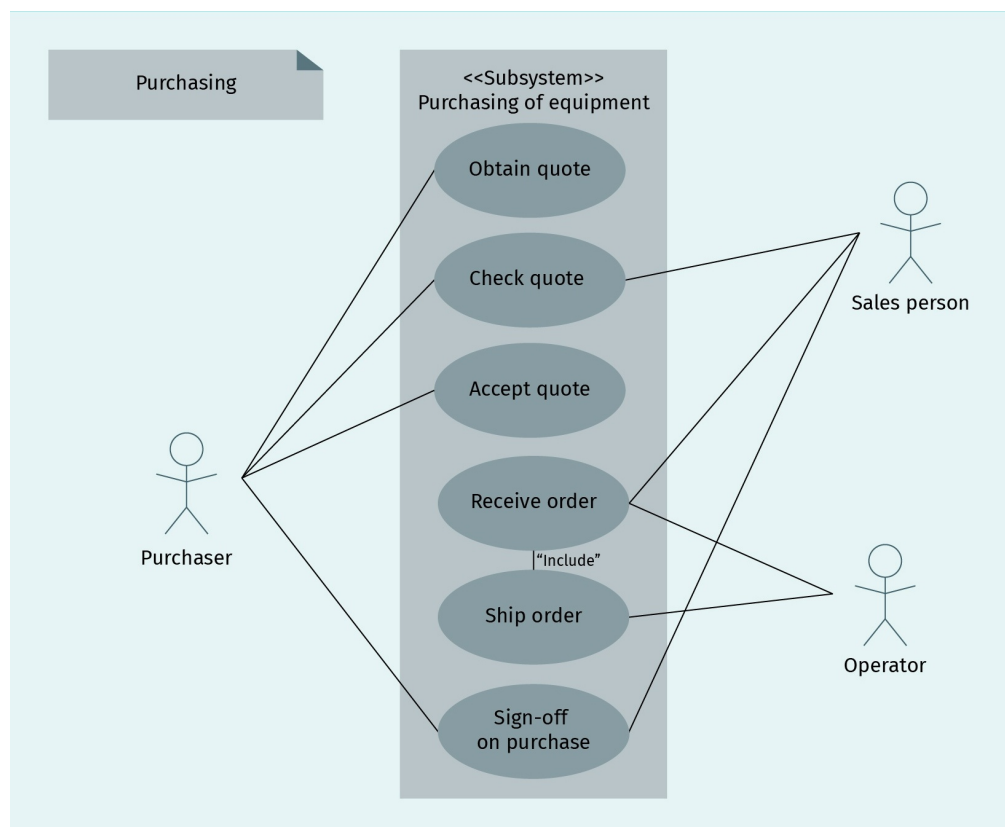 Purchasing
<<Subsystem>>
Purchasing of equipment
Obtain quote
Check quote
Sales person
Accept quote
Receive order
Purchaser
“Include”
Ship order
Operator
Sign-off
on purchase